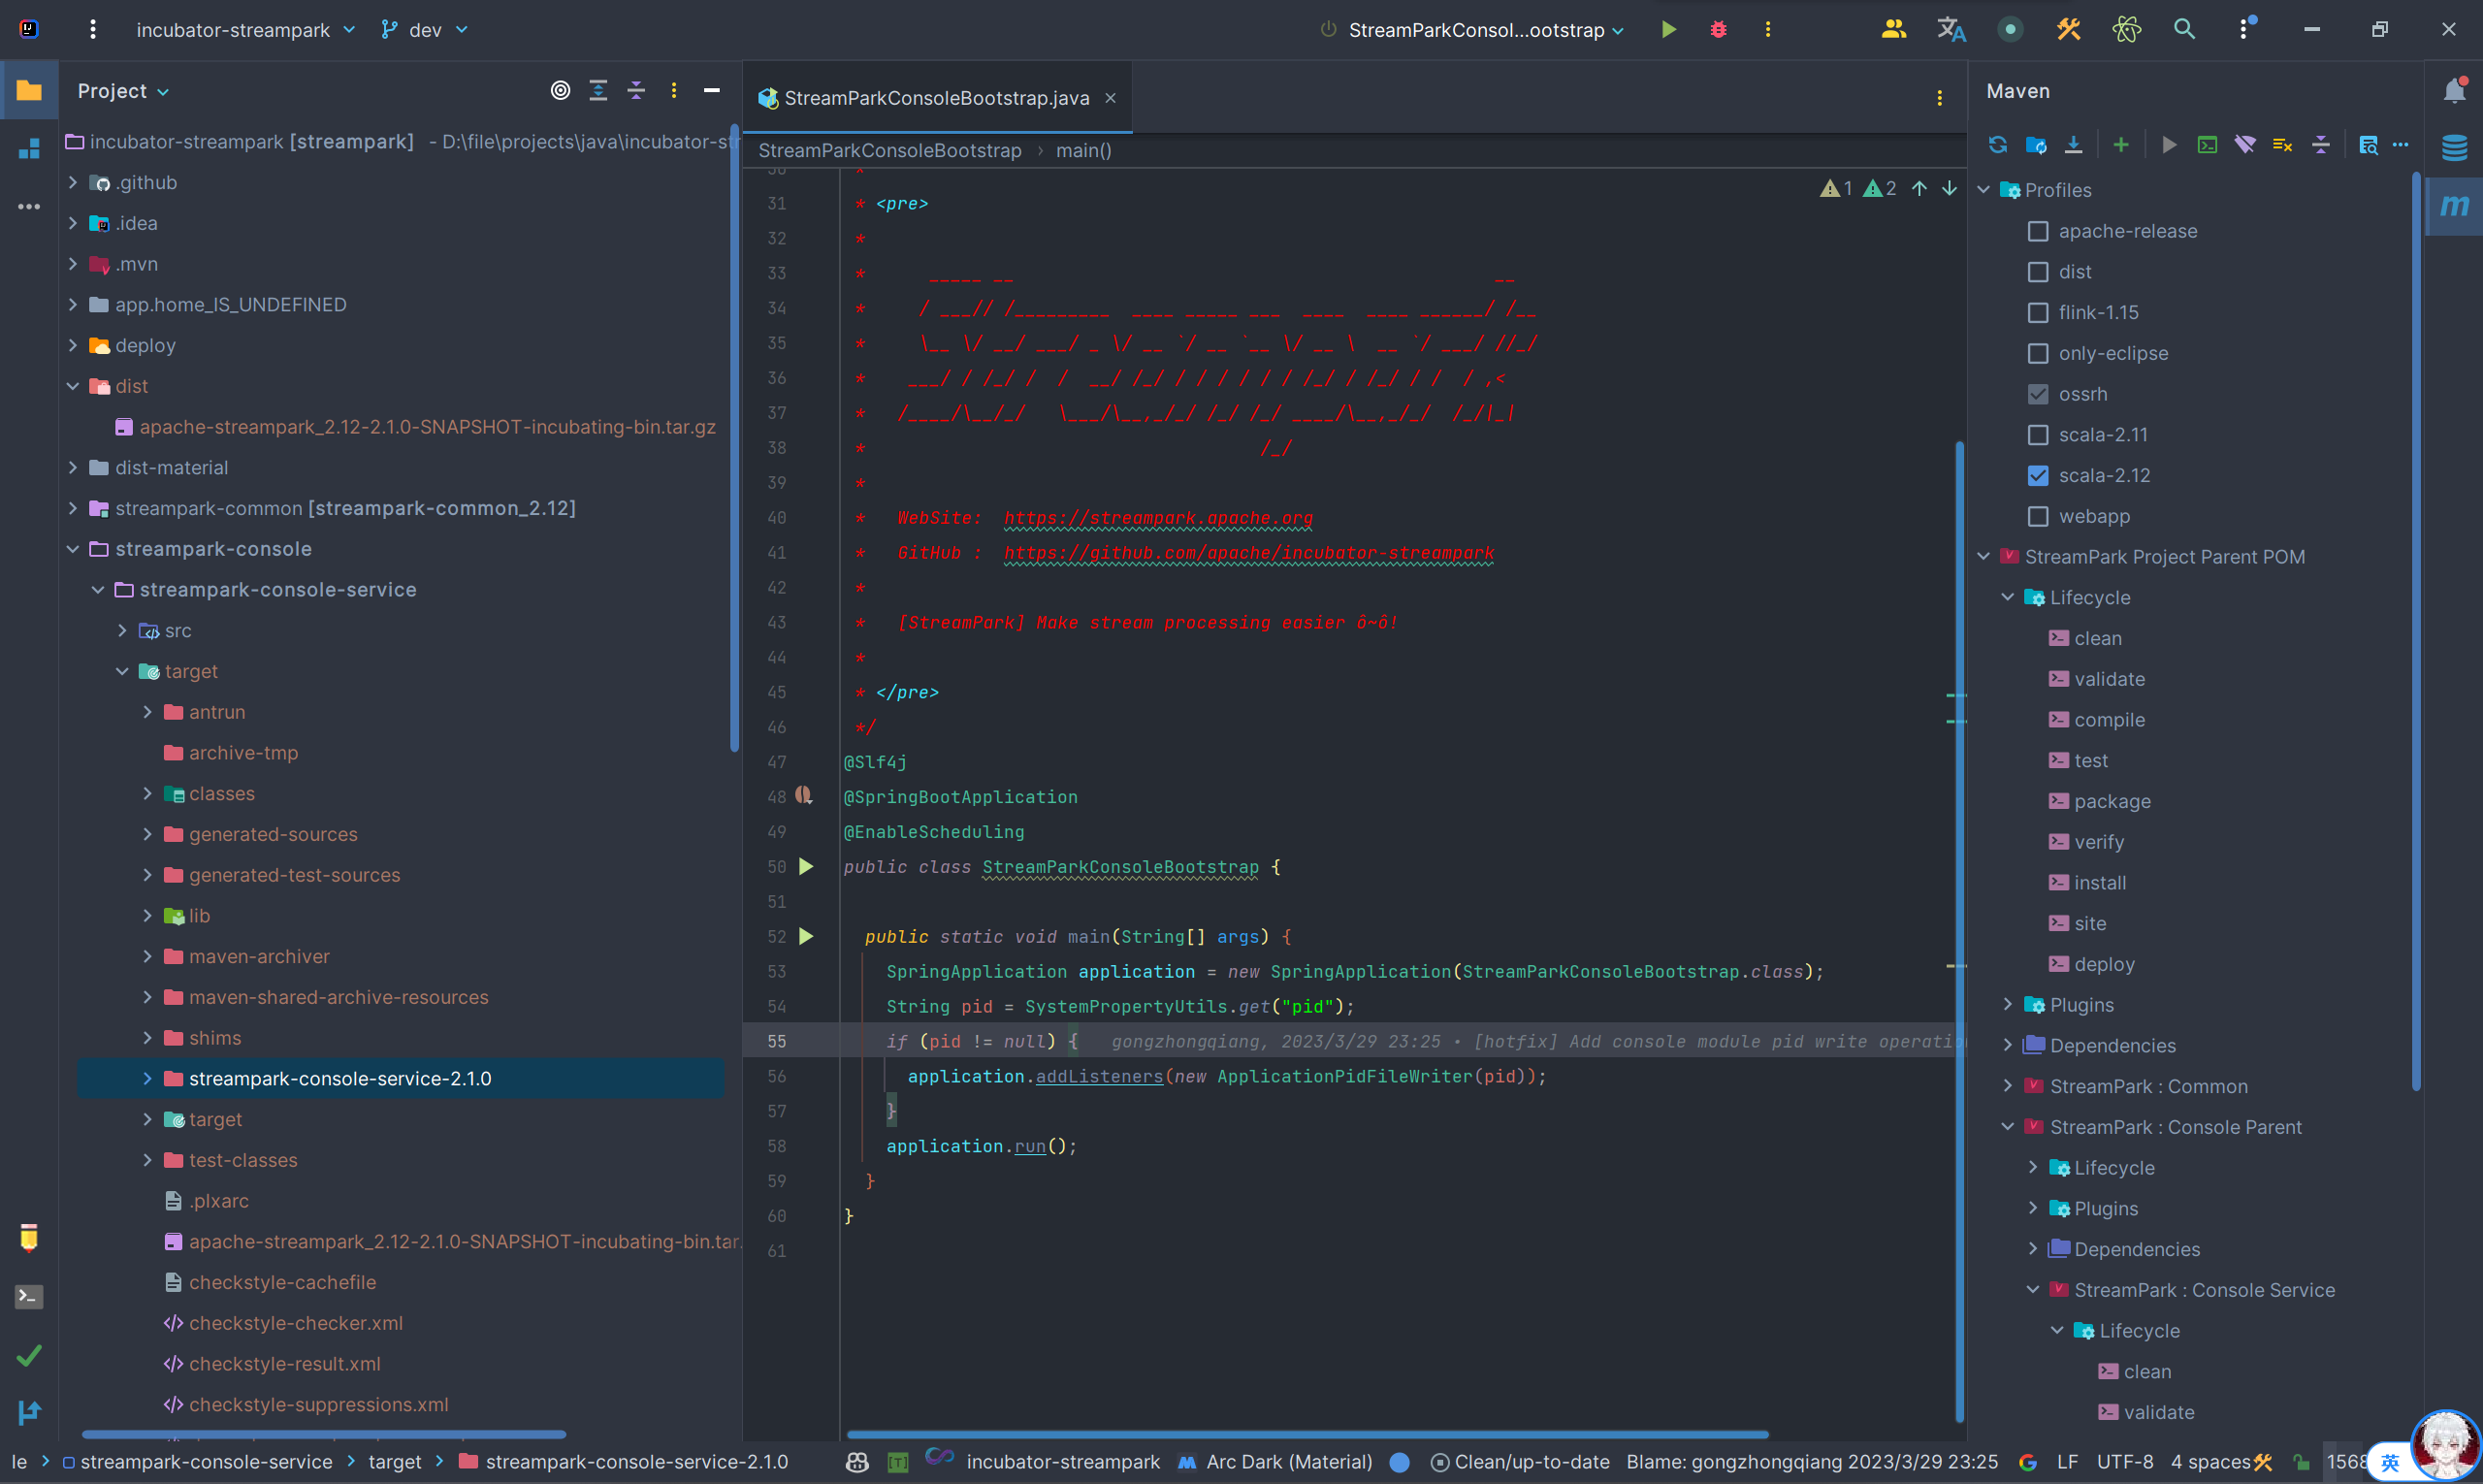 incubator-streampark
dev
StreamParkConsol...ootstrap
Project
incubator-streampark [streampark] - D:\file\projects\java\incubator-str
.github
.idea
.mvn
app.home_IS_UNDEFINED
deploy
dist
apache-streampark_2.12-2.1.0-SNAPSHOT-incubating-bin.tar.gz
dist-material
streampark-common [streampark-common_2.12]
streampark-console
streampark-console-service
src
target
antrun
archive-tmp
classes
generated-sources
generated-test-sources
lib
maven-archiver
maven-shared-archive-resources
shims
streampark-console-service-2.1.0
target
test-classes
.plxarc
apache-streampark_2.12-2.1.0-SNAPSHOT-incubating-bin.tar.
checkstyle-cachefile
checkstyle-checker.xml
checkstyle-result.xml
checkstyle-suppressions.xml
StreamParkConsoleBootstrap.java
StreamParkConsoleBootstrap > main()
1 2
30 *
31 * <pre>
32 *
33 *      _____ __                                             __
34 *     / ___// /_________  ____ _____ ___  ____  ____ ______/ /__
35 *     \__ \/ __/ ___/ _ \/ __ `/ __ `__ \/ __ \  __ `/ ___/ //_/
36 *    ___/ / /_/ /  /  __/ /_/ / / / / / / /_/ / /_/ / /  / ,<
37 *   /____/\__/_/   \___/\__,_/_/ /_/ /_/ ____/\__,_/_/  /_/|_|
38 *                                     /_/
39 *
40 *   WebSite:  https://streampark.apache.org
41 *   GitHub :  https://github.com/apache/incubator-streampark
42 *
43 *   [StreamPark] Make stream processing easier ô~ô!
44 *
45 * </pre>
46 */
47 @Slf4j
48 @SpringBootApplication
49 @EnableScheduling
50 public class StreamParkConsoleBootstrap {
51
52 public static void main(String[] args) {
53 SpringApplication application = new SpringApplication(StreamParkConsoleBootstrap.class);
54 String pid = SystemPropertyUtils.get("pid");
55 if (pid != null) { gongzhongqiang, 2023/3/29 23:25 • [hotfix] Add console module pid write operatio
56 application.addListeners(new ApplicationPidFileWriter(pid));
57 }
58 application.run();
59 }
60 }
61
Maven
Profiles
apache-release
dist
flink-1.15
only-eclipse
ossrh
scala-2.11
scala-2.12
webapp
StreamPark Project Parent POM
Lifecycle
clean
validate
compile
test
package
verify
install
site
deploy
Plugins
Dependencies
StreamPark : Common
StreamPark : Console Parent
Lifecycle
Plugins
Dependencies
StreamPark : Console Service
Lifecycle
clean
validate
m
le > streampark-console-service > target > streampark-console-service-2.1.0
incubator-streampark
Arc Dark (Material)
Clean/up-to-date
Blame: gongzhongqiang 2023/3/29 23:25
LF
UTF-8
4 spaces
1568
英